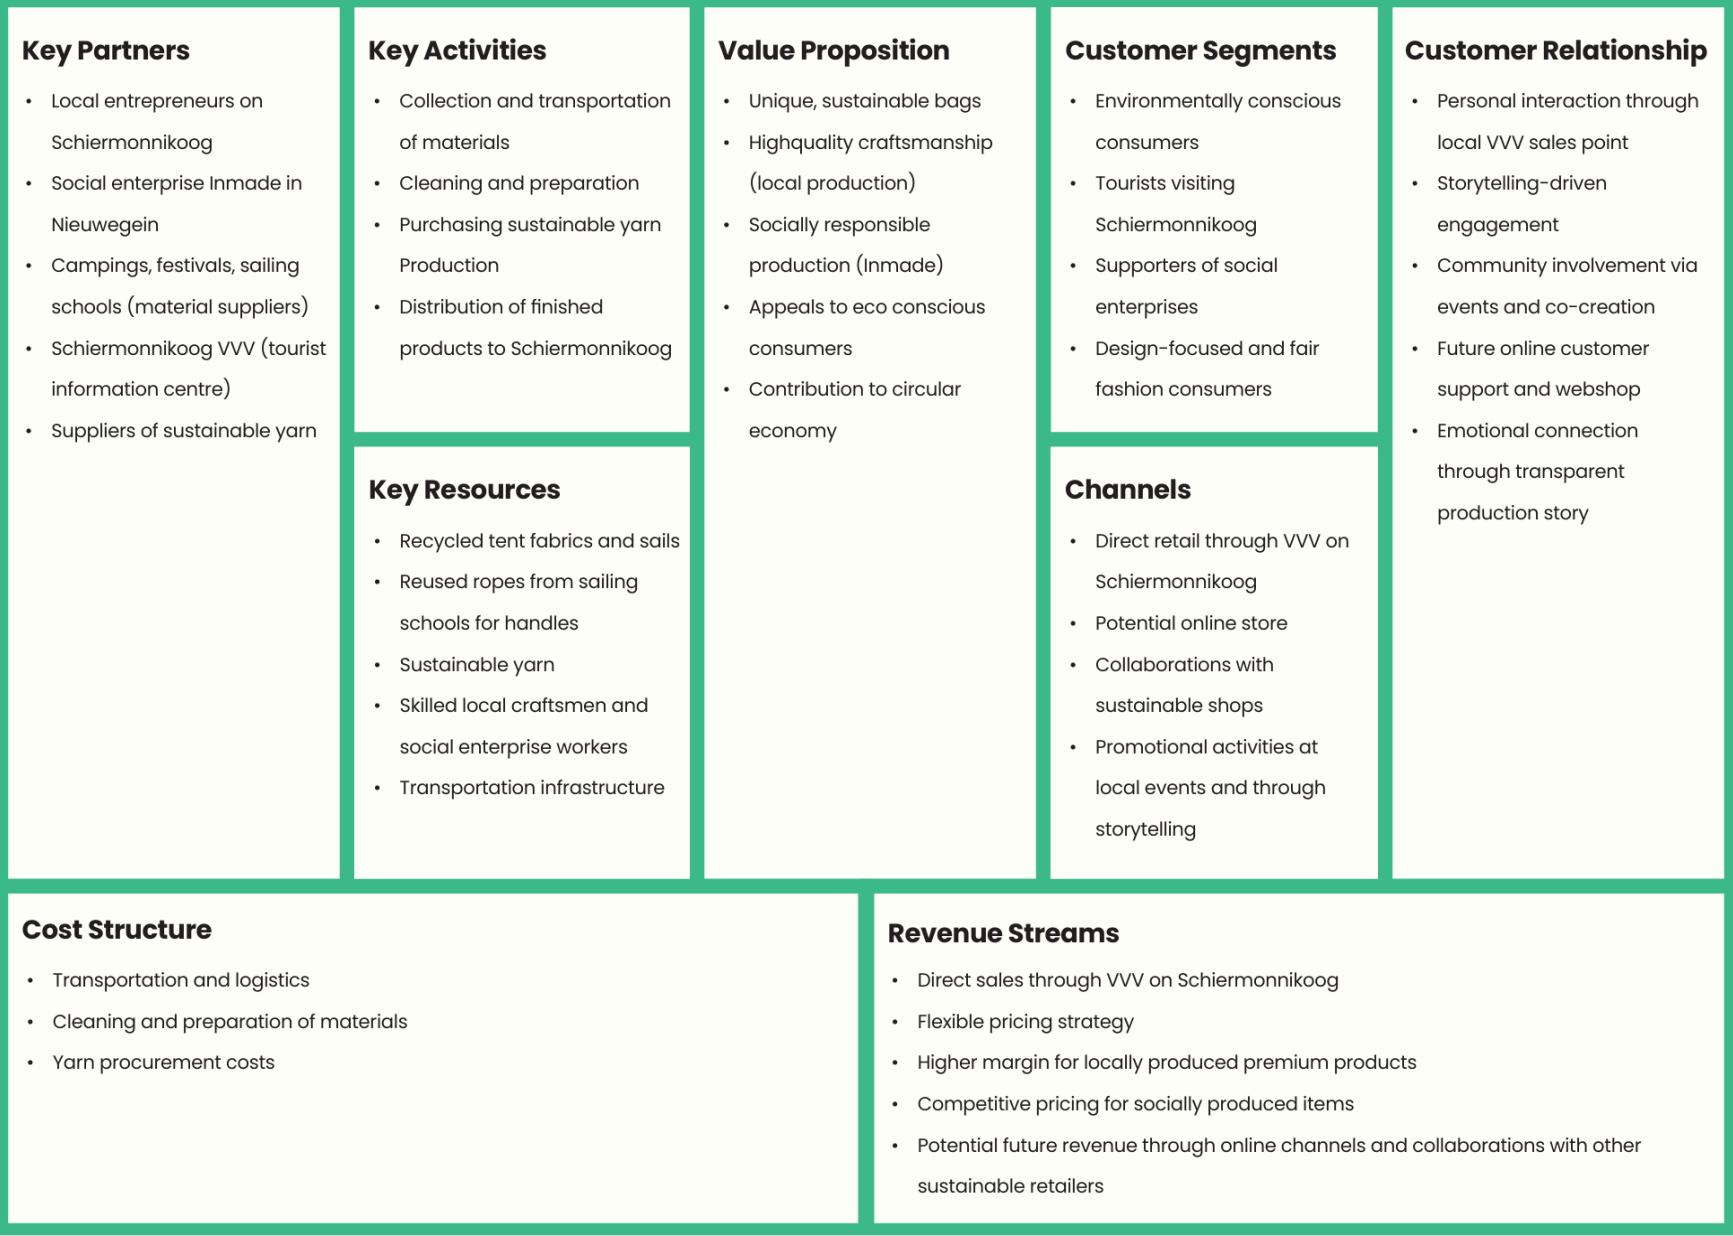 Key Partners
• Local entrepreneurs on
Schiermonnikoog
• Social enterprise Inmade in
Nieuwegein
• Campings, festivals, sailing
schools (material suppliers)
• Schiermonnikoog VVV (tourist
information centre)
• Suppliers of sustainable yarn
Key Activities
• Collection and transportation
of materials
• Cleaning and preparation
• Purchasing sustainable yarn
Production
• Distribution of finished
products to Schiermonnikoog
Key Resources
• Recycled tent fabrics and sails
• Reused ropes from sailing
schools for handles
• Sustainable yarn
• Skilled local craftsmen and
social enterprise workers
• Transportation infrastructure
Value Proposition
• Unique, sustainable bags
• Highquality craftsmanship
(local production)
• Socially responsible
production (Inmade)
• Appeals to eco conscious
consumers
• Contribution to circular
economy
Customer Segments
• Environmentally conscious
consumers
• Tourists visiting
Schiermonnikoog
• Supporters of social
enterprises
• Design-focused and fair
fashion consumers
Channels
• Direct retail through VVV on
Schiermonnikoog
• Potential online store
• Collaborations with
sustainable shops
• Promotional activities at
local events and through
storytelling
Customer Relationship
• Personal interaction through
local VVV sales point
• Storytelling-driven
engagement
• Community involvement via
events and co-creation
• Future online customer
support and webshop
• Emotional connection
through transparent
production story
Cost Structure
• Transportation and logistics
• Cleaning and preparation of materials
• Yarn procurement costs
Revenue Streams
• Direct sales through VVV on Schiermonnikoog
• Flexible pricing strategy
• Higher margin for locally produced premium products
• Competitive pricing for socially produced items
• Potential future revenue through online channels and collaborations with other
sustainable retailers